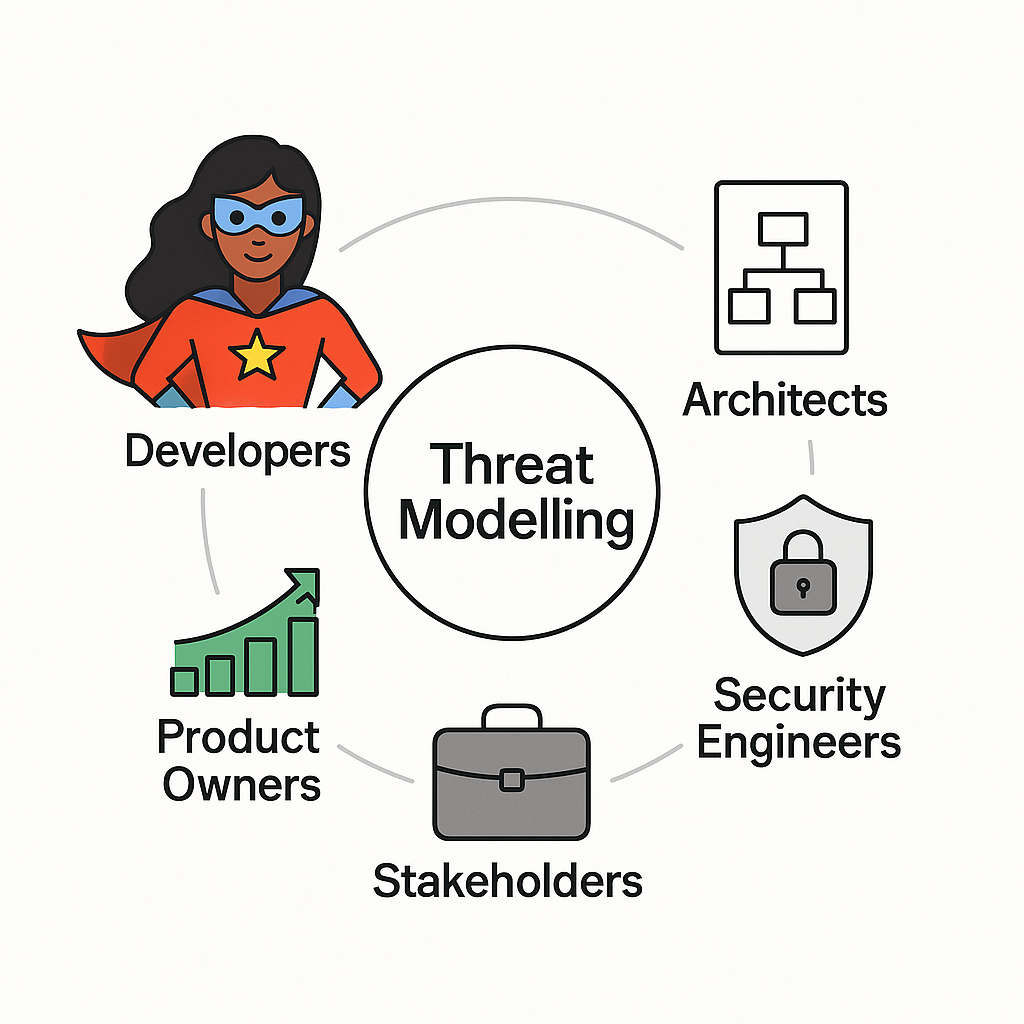 Developers
Architects
Threat
Modelling
Product
Owners
Security
Engineers
Stakeholders